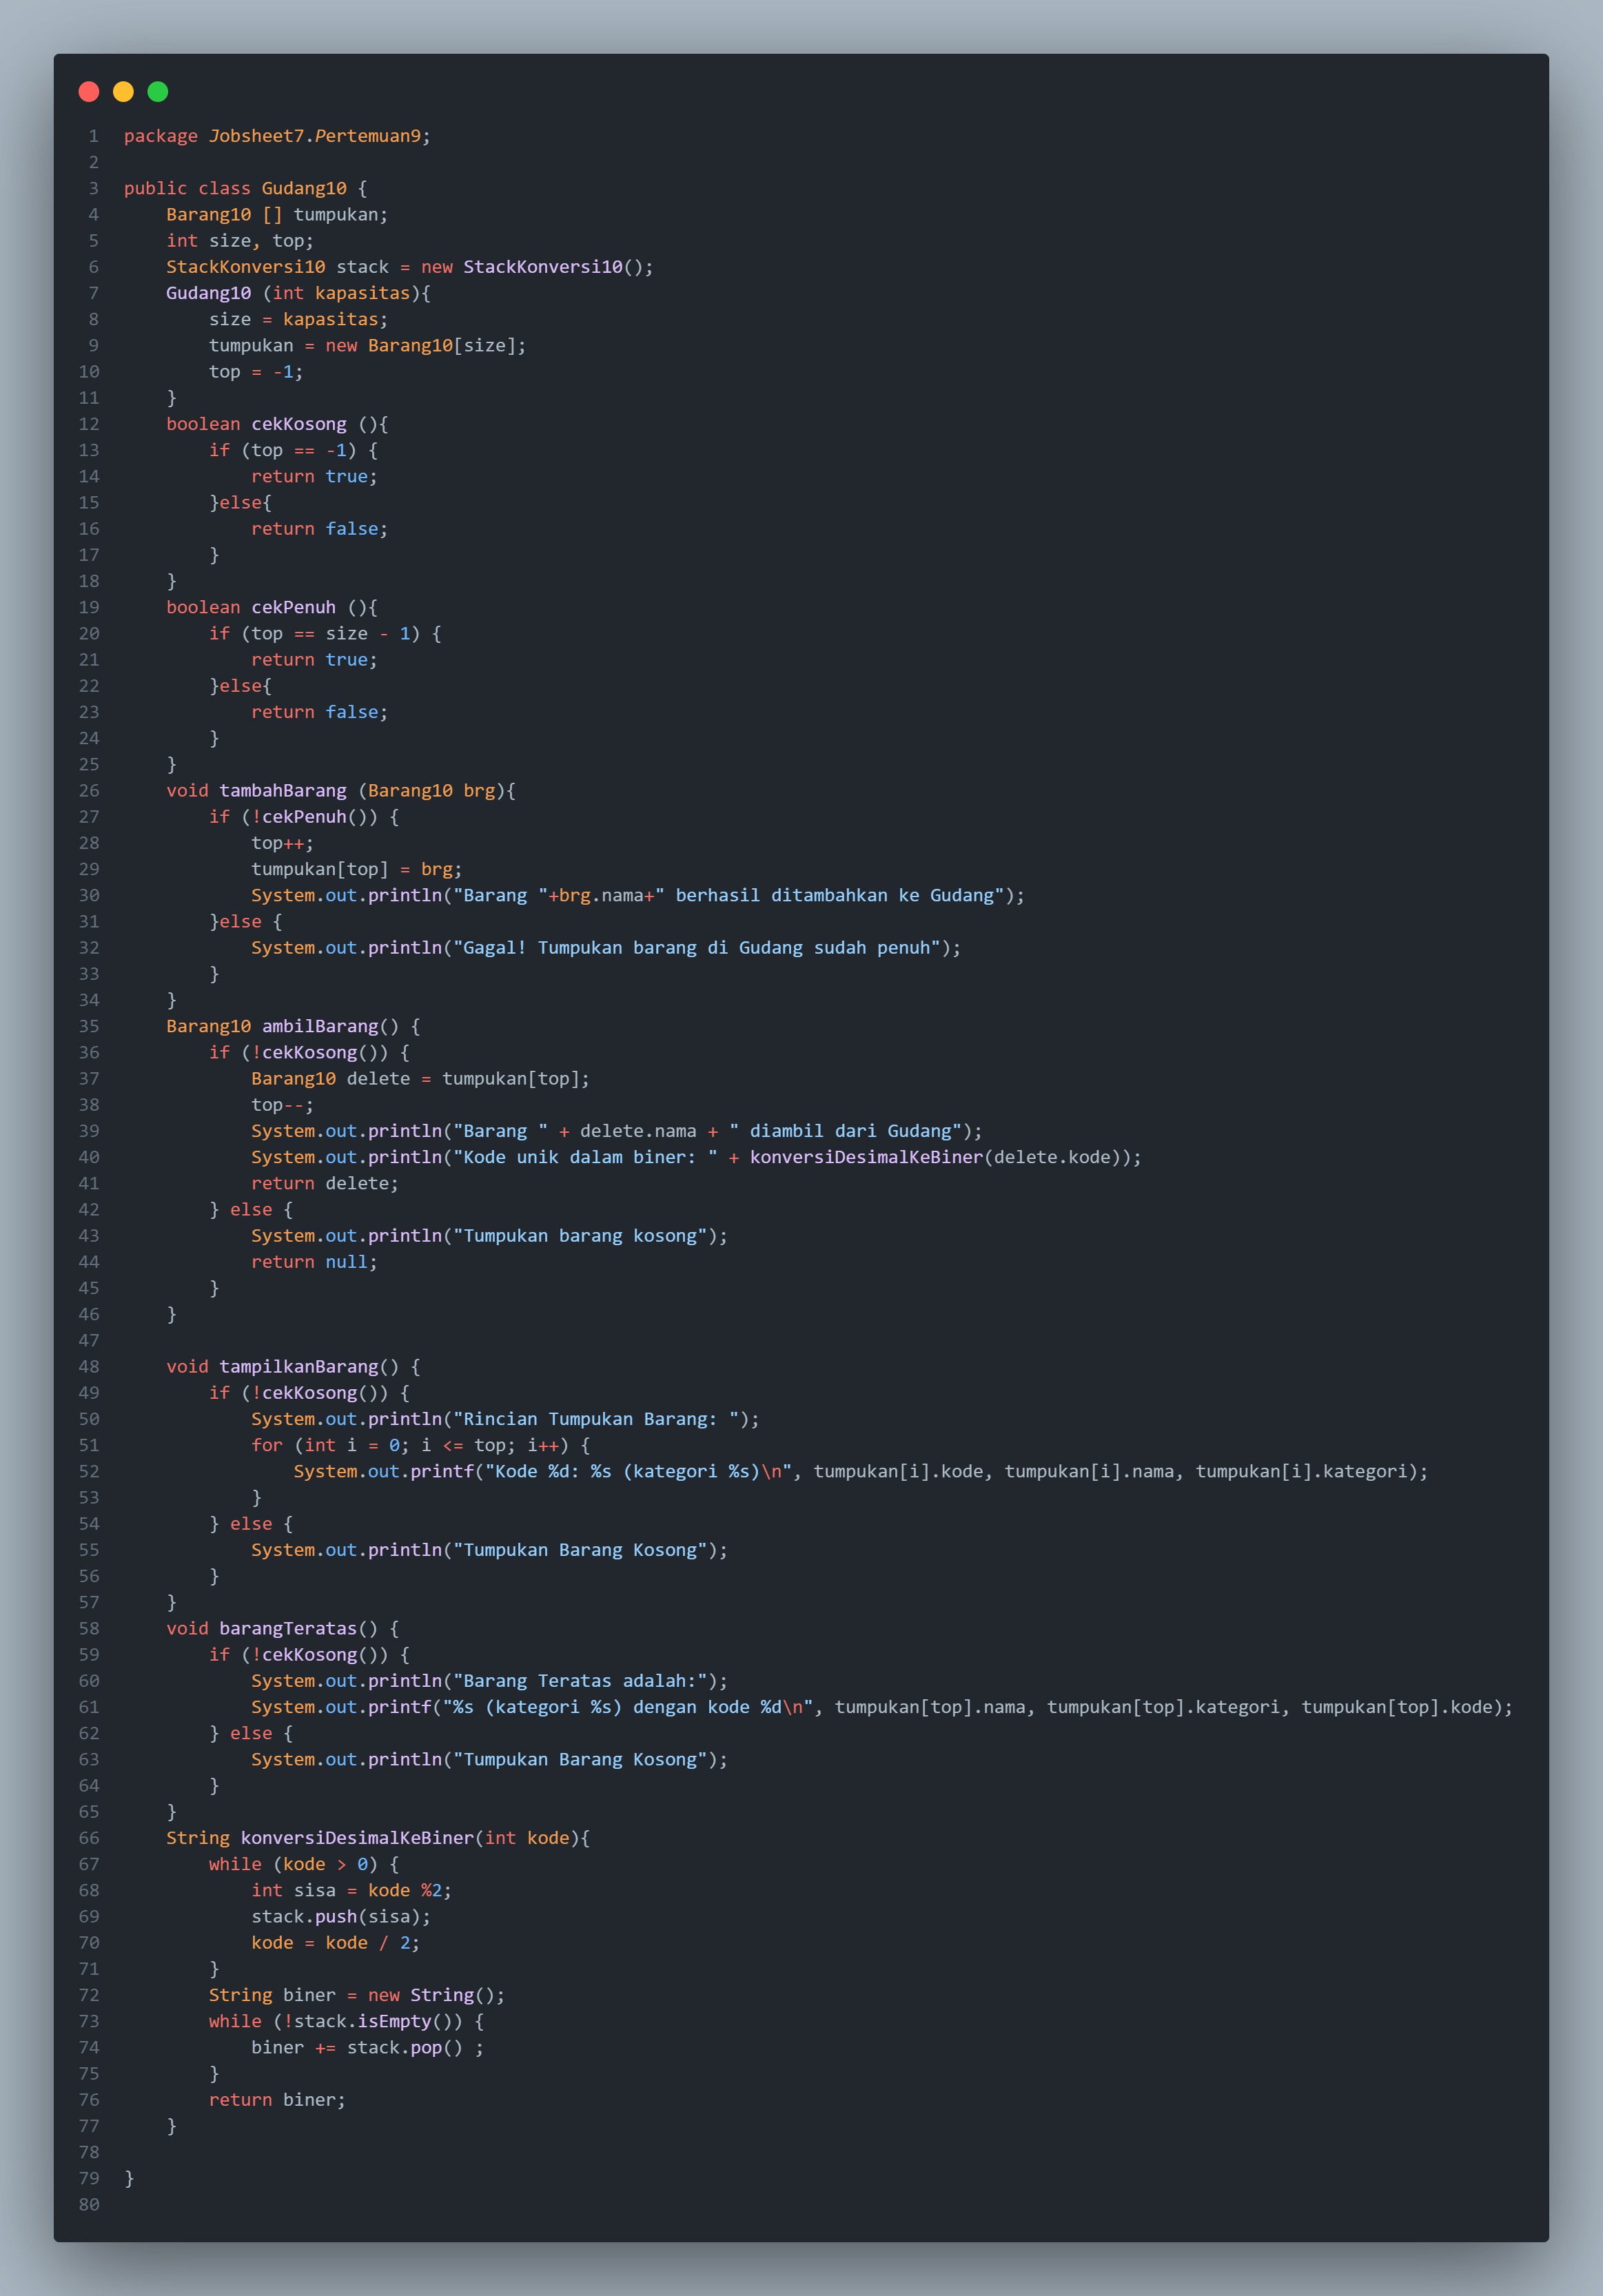 1 package Jobsheet7.Pertemuan9;
2
3 public class Gudang10 {
4     Barang10 [] tumpukan;
5     int size, top;
6     StackKonversi10 stack = new StackKonversi10();
7     Gudang10 (int kapasitas){
8         size = kapasitas;
9         tumpukan = new Barang10[size];
10         top = -1;
11     }
12     boolean cekKosong (){
13         if (top == -1) {
14             return true;
15         }else{
16             return false;
17         }
18     }
19     boolean cekPenuh (){
20         if (top == size - 1) {
21             return true;
22         }else{
23             return false;
24         }
25     }
26     void tambahBarang (Barang10 brg){
27         if (!cekPenuh()) {
28             top++;
29             tumpukan[top] = brg;
30             System.out.println("Barang "+brg.nama+" berhasil ditambahkan ke Gudang");
31         }else {
32             System.out.println("Gagal! Tumpukan barang di Gudang sudah penuh");
33         }
34     }
35     Barang10 ambilBarang() {
36         if (!cekKosong()) {
37             Barang10 delete = tumpukan[top];
38             top--;
39             System.out.println("Barang " + delete.nama + " diambil dari Gudang");
40             System.out.println("Kode unik dalam biner: " + konversiDesimalKeBiner(delete.kode));
41             return delete;
42         } else {
43             System.out.println("Tumpukan barang kosong");
44             return null;
45         }
46     }
47
48     void tampilkanBarang() {
49         if (!cekKosong()) {
50             System.out.println("Rincian Tumpukan Barang: ");
51             for (int i = 0; i <= top; i++) {
52                 System.out.printf("Kode %d: %s (kategori %s)\n", tumpukan[i].kode, tumpukan[i].nama, tumpukan[i].kategori);
53             }
54         } else {
55             System.out.println("Tumpukan Barang Kosong");
56         }
57     }
58     void barangTeratas() {
59         if (!cekKosong()) {
60             System.out.println("Barang Teratas adalah:");
61             System.out.printf("%s (kategori %s) dengan kode %d\n", tumpukan[top].nama, tumpukan[top].kategori, tumpukan[top].kode);
62         } else {
63             System.out.println("Tumpukan Barang Kosong");
64         }
65     }
66     String konversiDesimalKeBiner(int kode){
67         while (kode > 0) {
68             int sisa = kode %2;
69             stack.push(sisa);
70             kode = kode / 2;
71         }
72         String biner = new String();
73         while (!stack.isEmpty()) {
74             biner += stack.pop() ;
75         }
76         return biner;
77     }
78
79 }
80